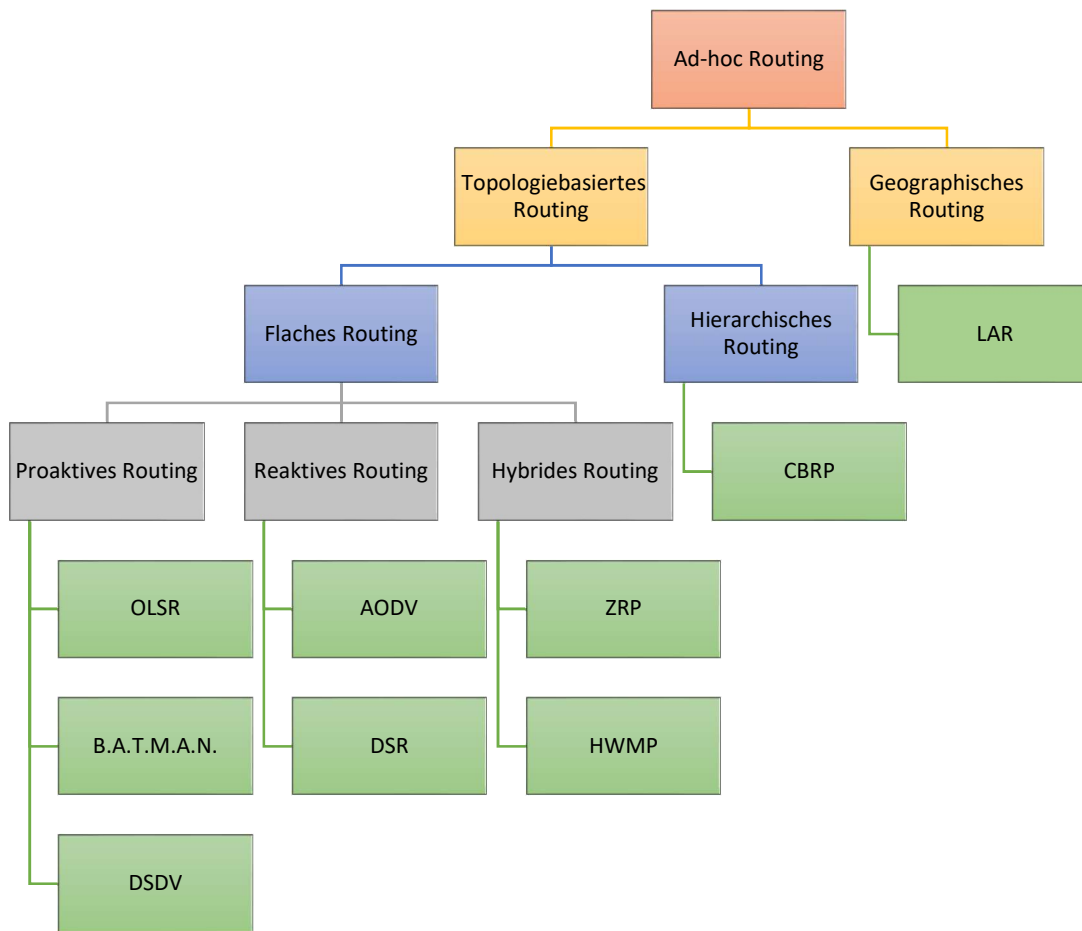 Ad-hoc Routing
Topologiebasiertes
Routing
Geographisches
Routing
Flaches Routing
Hierarchisches
Routing
LAR
Proaktives Routing
Reaktives Routing
Hybrides Routing
CBRP
OLSR
AODV
ZRP
B.A.T.M.A.N.
DSR
HWMP
DSDV